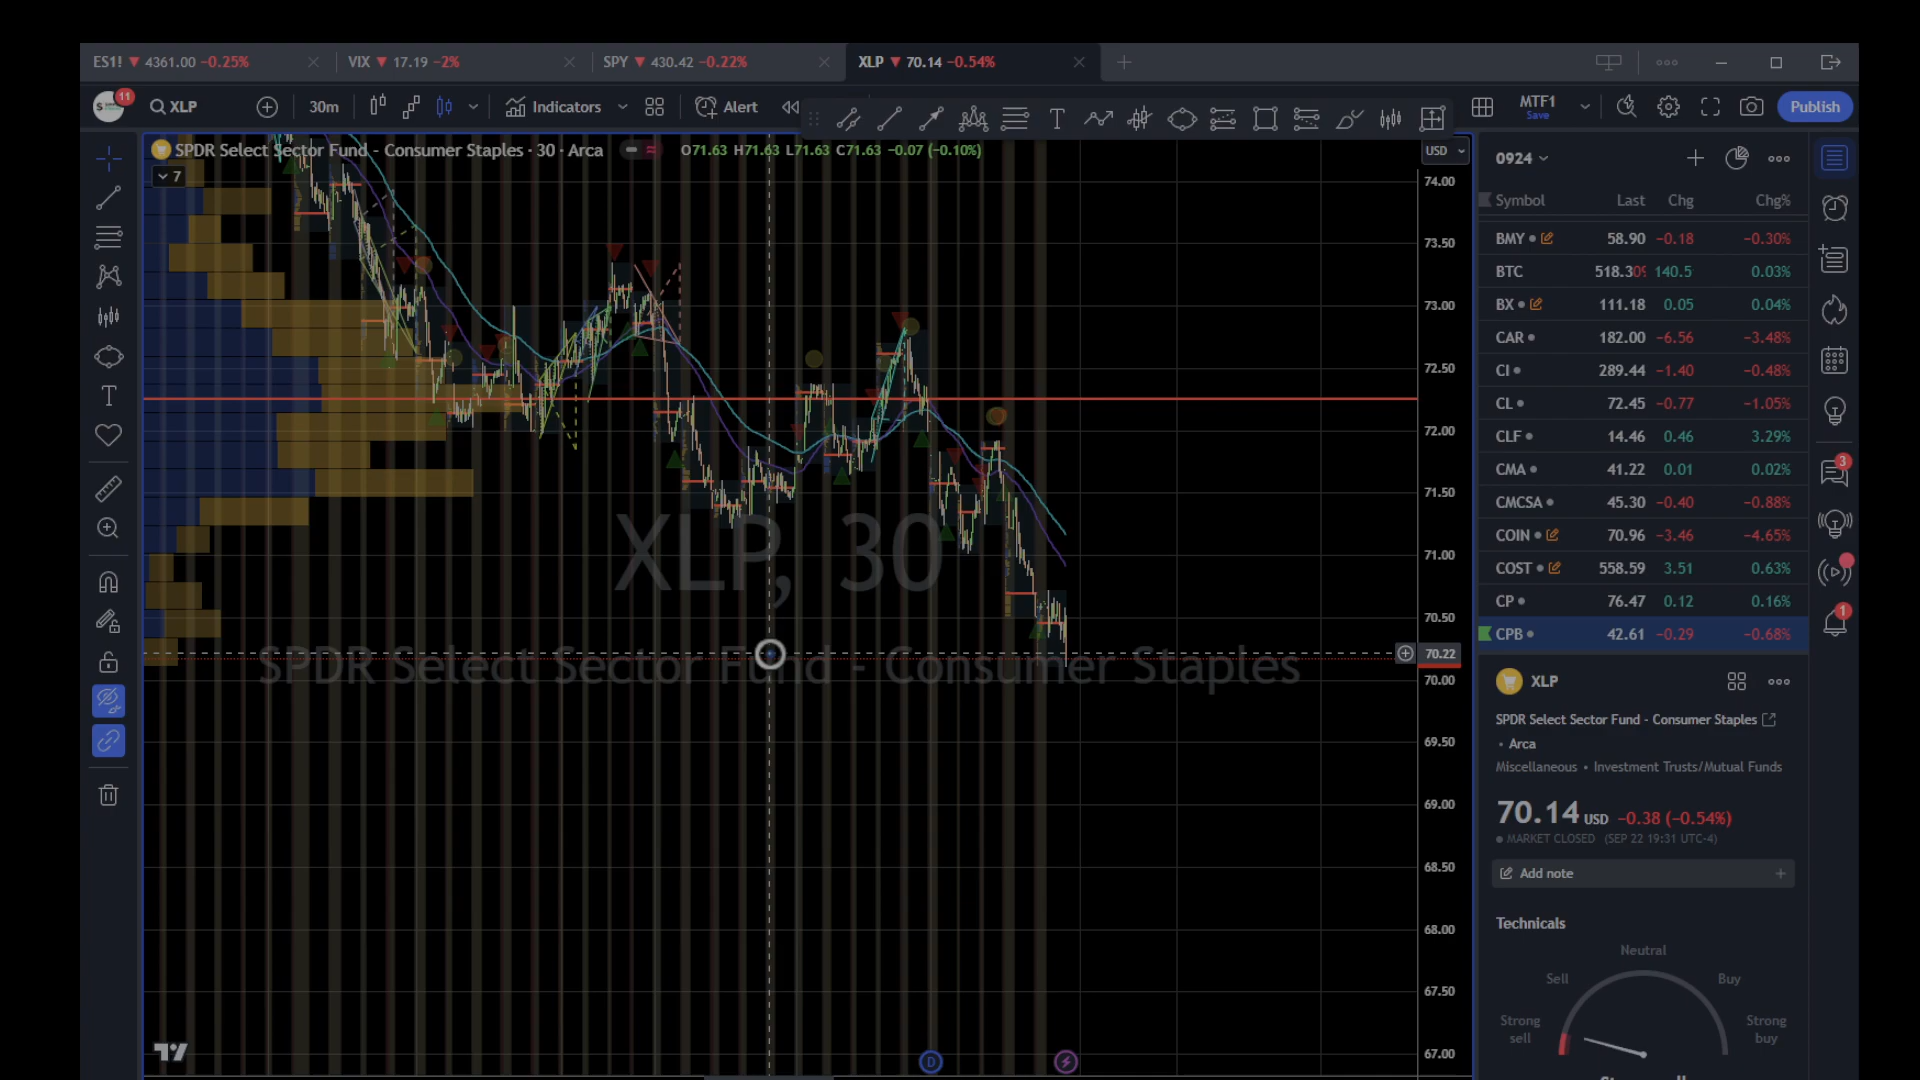 ES1! ▼ 4361.00 −0.25%
VIX ▼ 17.19 −2%
SPY ▼ 430.42 −0.22%
XLP ▼ 70.14 −0.54%
11
XLP
30m
Indicators
Alert
MTF1
Save
Publish
SPDR Select Sector Fund - Consumer Staples · 30 · Arca
O71.63 H71.63 L71.63 C71.63 −0.07 (−0.10%)
7
USD
74.00
73.50
73.00
72.50
72.00
71.50
71.00
70.50
70.22
70.00
69.50
69.00
68.50
68.00
67.50
67.00
XLP, 30
SPDR Select Sector Fund - Consumer Staples
D
0924
Symbol Last Chg Chg%
BMY 58.90 −0.18 −0.30%
BTC 518.30 140.5 0.03%
BX 111.18 0.05 0.04%
CAR 182.00 −6.56 −3.48%
CI 289.44 −1.40 −0.48%
CL 72.45 −0.77 −1.05%
CLF 14.46 0.46 3.29%
CMA 41.22 0.01 0.02%
CMCSA 45.30 −0.40 −0.88%
COIN 70.96 −3.46 −4.65%
COST 558.59 3.51 0.63%
CP 76.47 0.12 0.16%
CPB 42.61 −0.29 −0.68%
3
1
XLP
SPDR Select Sector Fund - Consumer Staples
• Arca
Miscellaneous • Investment Trusts/Mutual Funds
70.14 USD −0.38 (−0.54%)
MARKET CLOSED (SEP 22 19:31 UTC-4)
Add note
Technicals
Neutral
Sell
Buy
Strong sell
Strong buy